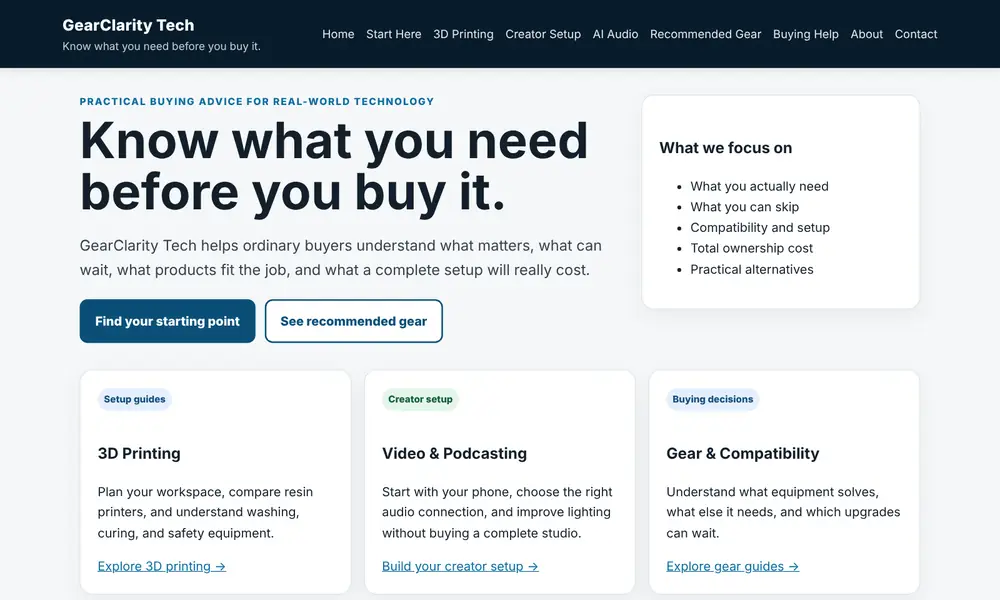 GearClarity Tech
Know what you need before you buy it.
Home Start Here 3D Printing Creator Setup AI Audio Recommended Gear Buying Help About Contact
PRACTICAL BUYING ADVICE FOR REAL-WORLD TECHNOLOGY
Know what you need
before you buy it.
GearClarity Tech helps ordinary buyers understand what matters, what can
wait, what products fit the job, and what a complete setup will really cost.
Find your starting point
See recommended gear
What we focus on
• What you actually need
• What you can skip
• Compatibility and setup
• Total ownership cost
• Practical alternatives
Setup guides
3D Printing
Plan your workspace, compare resin
printers, and understand washing,
curing, and safety equipment.
Explore 3D printing →
Creator setup
Video & Podcasting
Start with your phone, choose the right
audio connection, and improve lighting
without buying a complete studio.
Build your creator setup →
Buying decisions
Gear & Compatibility
Understand what equipment solves,
what else it needs, and which upgrades
can wait.
Explore gear guides →